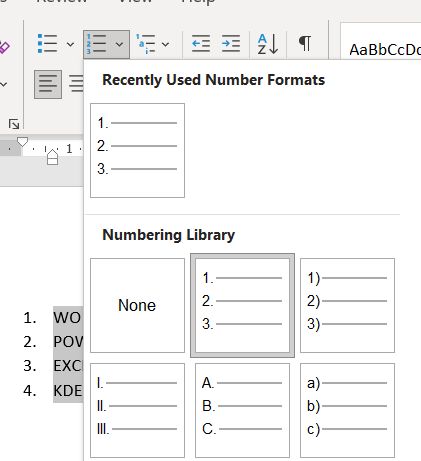 Review View Help
AaBbCcDc
Recently Used Number Formats
1.
2.
3.
1
Numbering Library
None
1.
2.
3.
1)
2)
3)
I.
II.
III.
A.
B.
C.
a)
b)
c)
1. WO
2. POV
3. EXC
4. KDE